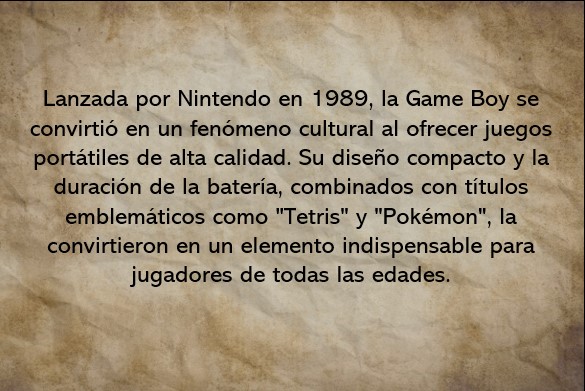 Lanzada por Nintendo en 1989, la Game Boy se
convirtió en un fenómeno cultural al ofrecer juegos
portátiles de alta calidad. Su diseño compacto y la
duración de la batería, combinados con títulos
emblemáticos como "Tetris" y "Pokémon", la
convirtieron en un elemento indispensable para
jugadores de todas las edades.